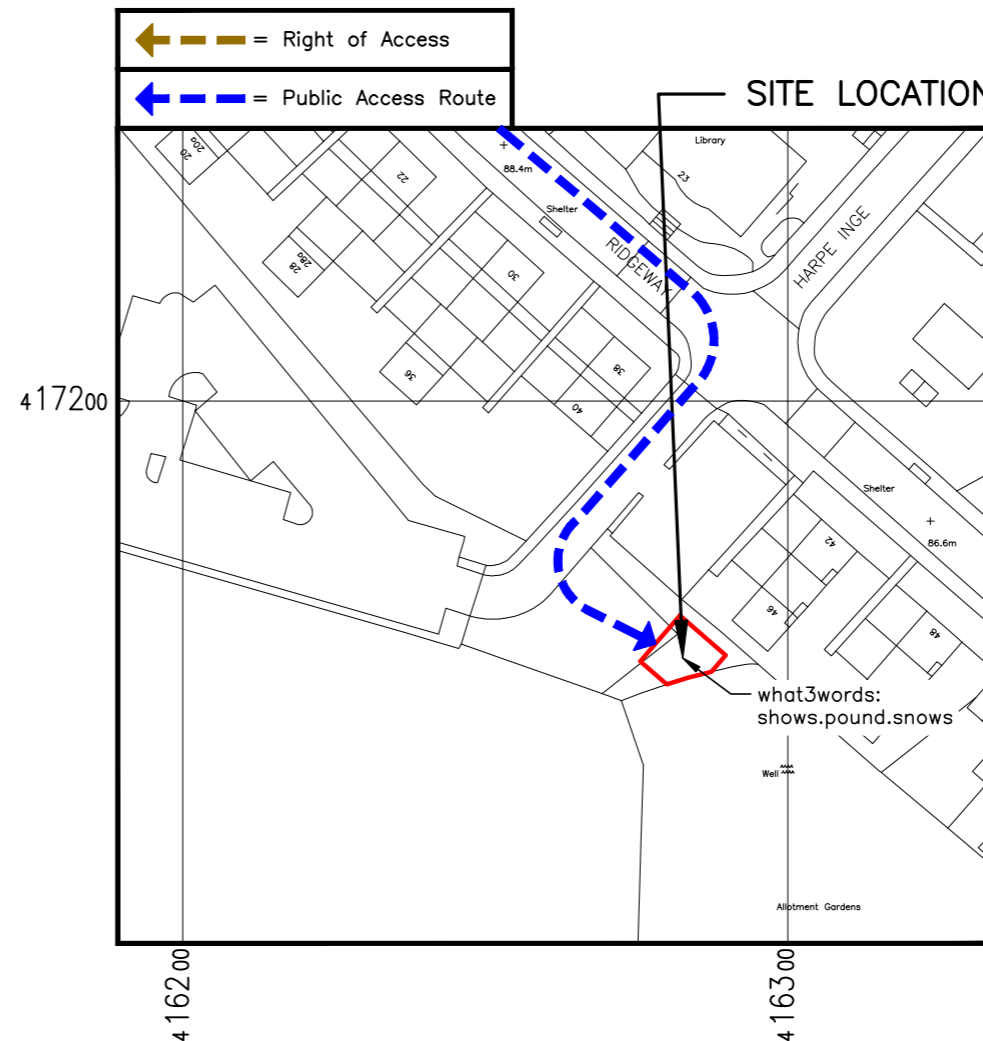 = Right of Access
= Public Access Route
SITE LOCATION
Library
20
20a
88.4m
22
23
Shelter
RIDGEWAY
HARPE INGE
28
28a
30
38
36
40
417200
Shelter
42
86.6m
46
48
what3words:
shows.pound.snows
Well
Allotment Gardens
416200
416300